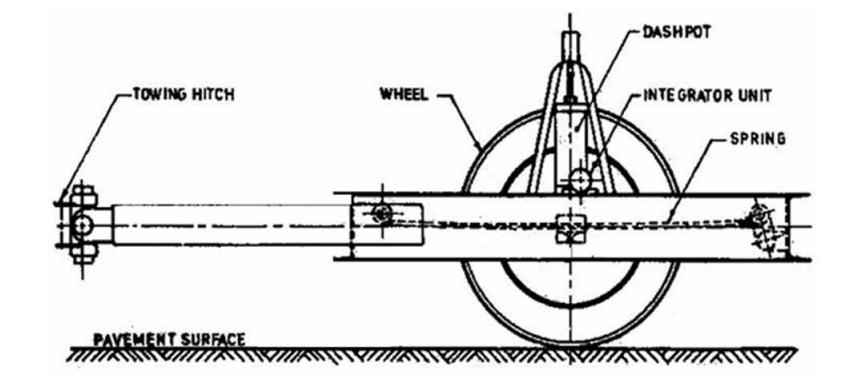 DASHPOT
TOWING HITCH
WHEEL
INTEGRATOR UNIT
SPRING
PAVEMENT SURFACE